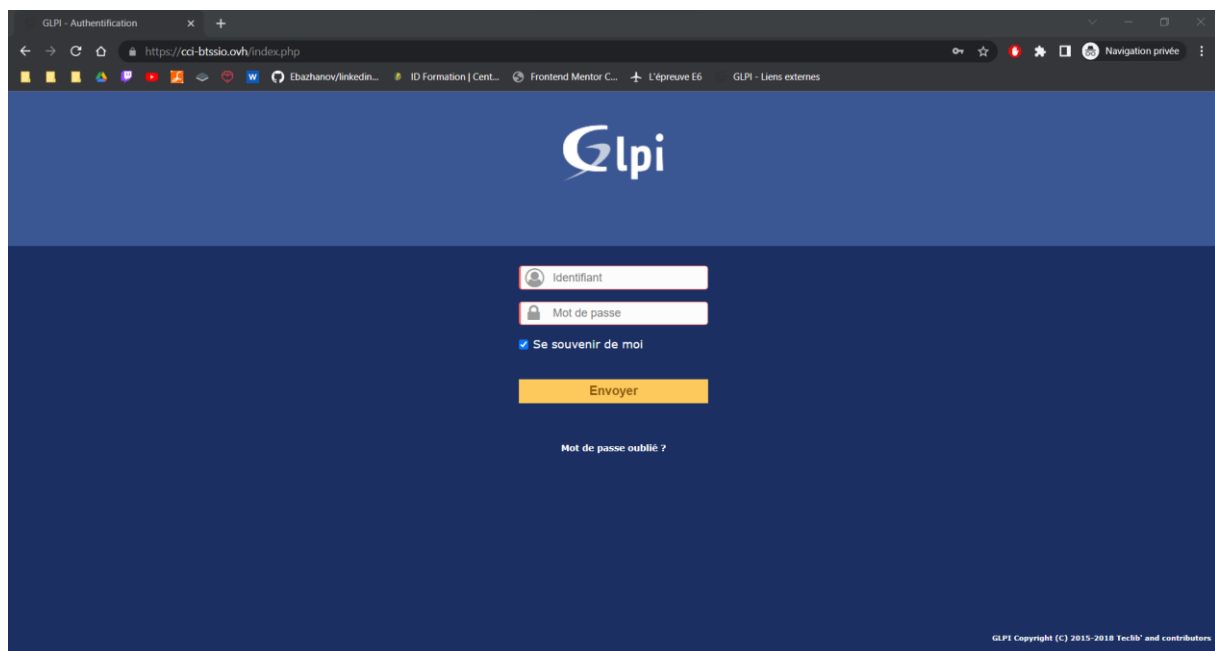 GLPI - Authentification
https://cci-btssio.ovh/index.php
Navigation privée
W
Ebazhanov/linkedin...
ID Formation | Cent...
Frontend Mentor C...
L'épreuve E6
GLPI - Liens externes
Glpi
Identifiant
Mot de passe
Se souvenir de moi
Envoyer
Mot de passe oublié ?
GLPI Copyright (C) 2015-2018 Teclib' and contributors